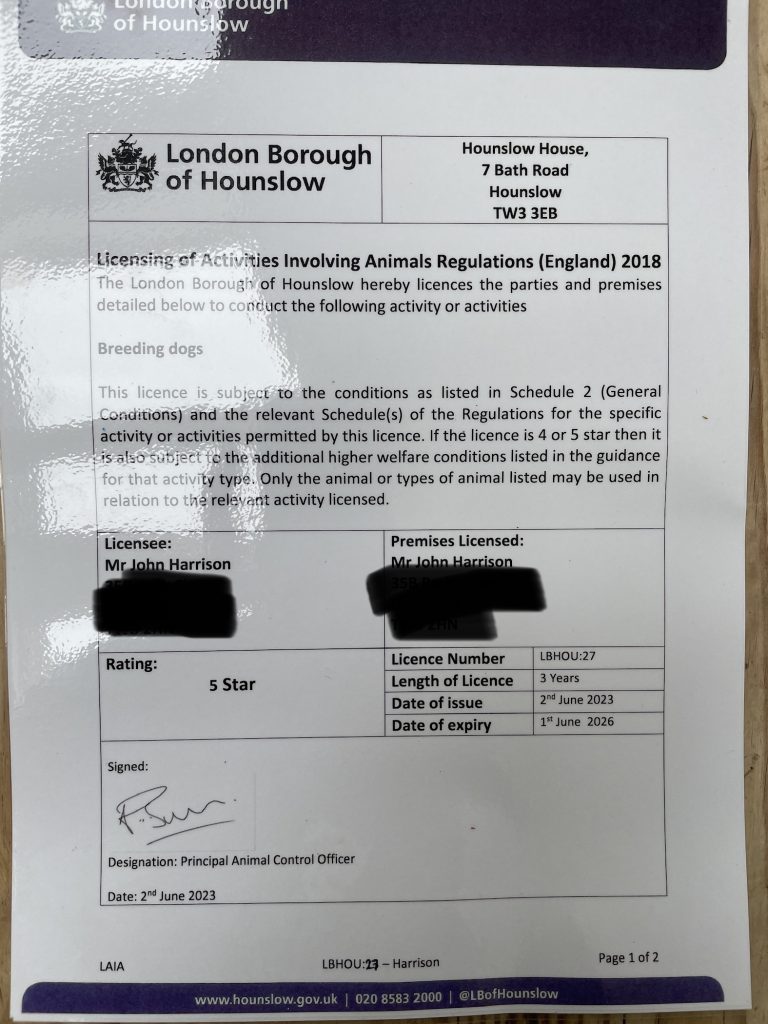 London Borough
of Hounslow
London Borough
of Hounslow
Hounslow House,
7 Bath Road
Hounslow
TW3 3EB
Licensing of Activities Involving Animals Regulations (England) 2018
The London Borough of Hounslow hereby licences the parties and premises
detailed below to conduct the following activity or activities
Breeding dogs
This licence is subject to the conditions as listed in Schedule 2 (General
Conditions) and the relevant Schedule(s) of the Regulations for the specific
activity or activities permitted by this licence. If the licence is 4 or 5 star then it
is also subject to the additional higher welfare conditions listed in the guidance
for that activity type. Only the animal or types of animal listed may be used in
relation to the relevant activity licensed.
Licensee:
Mr John Harrison
Premises Licensed:
Mr John Harrison
Rating:
5 Star
Licence Number LBHOU:27
Length of Licence 3 Years
Date of issue 2nd June 2023
Date of expiry 1st June 2026
Signed:
Designation: Principal Animal Control Officer
Date: 2nd June 2023
LAIA
LBHOU:27 – Harrison
Page 1 of 2
www.hounslow.gov.uk | 020 8583 2000 | @LBofHounslow